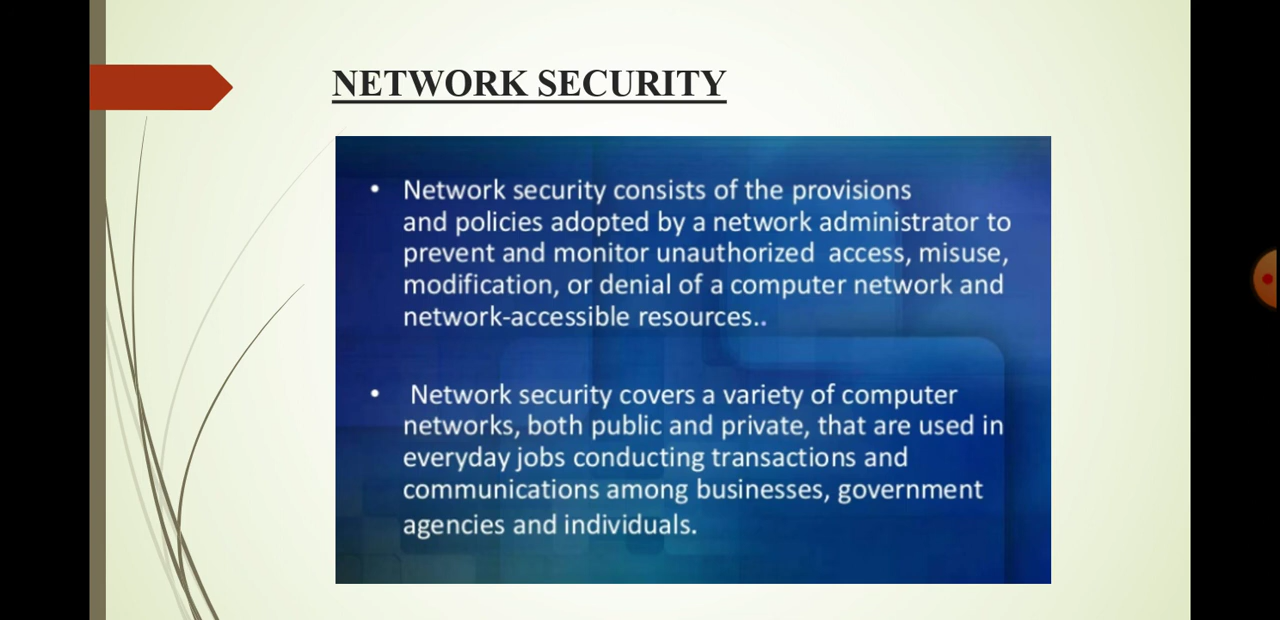 NETWORK SECURITY
• Network security consists of the provisions
and policies adopted by a network administrator to
prevent and monitor unauthorized  access, misuse,
modification, or denial of a computer network and
network-accessible resources..
•  Network security covers a variety of computer
networks, both public and private, that are used in
everyday jobs conducting transactions and
communications among businesses, government
agencies and individuals.